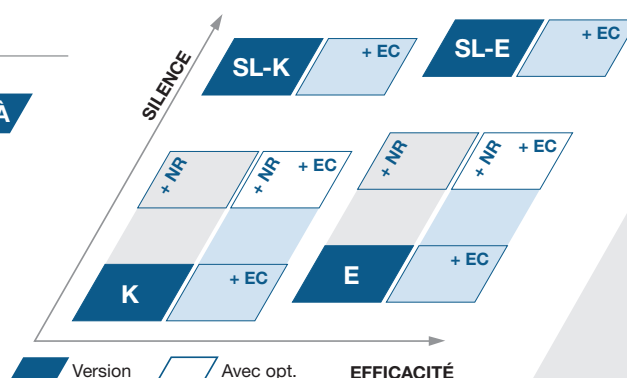 SL-K
+ EC
SL-E
+ EC
SILENCE
À
+ NR
+ NR
+ EC
+ NR
+ NR
+ EC
K
+ EC
E
+ EC
Version
Avec opt.
EFFICACITÉ